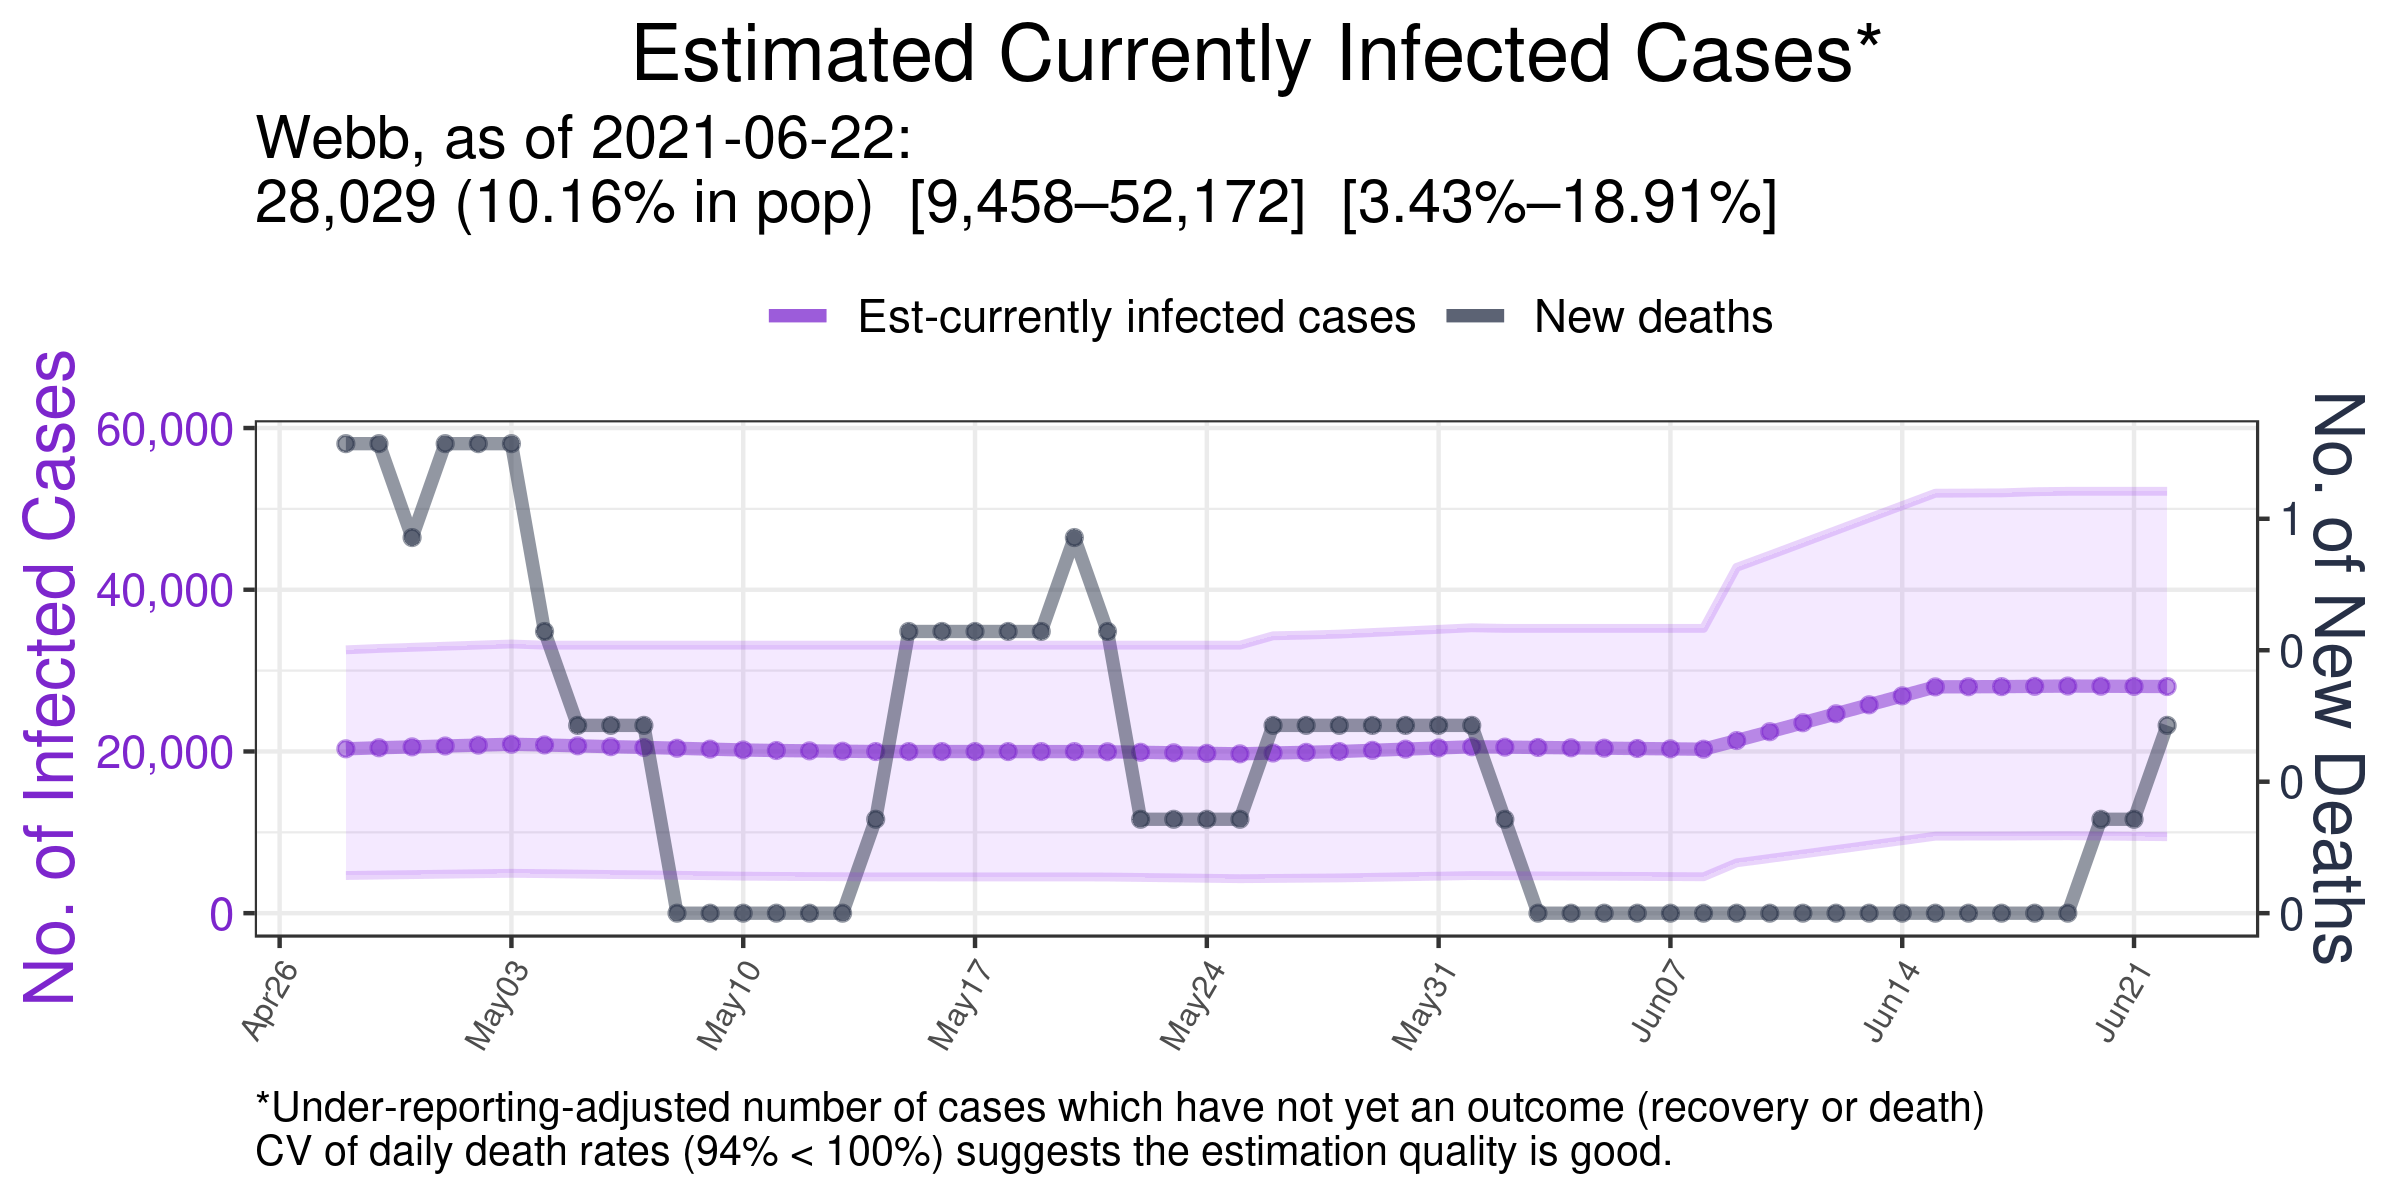 Estimated Currently Infected Cases*
Webb, as of 2021-06-22:
28,029 (10.16% in pop) [9,458–52,172] [3.43%–18.91%]
Est-currently infected cases
New deaths
No. of Infected Cases
60,000
40,000
20,000
0
No. of New Deaths
1
0
0
0
Apr26
May03
May10
May17
May24
May31
Jun07
Jun14
Jun21
*Under-reporting-adjusted number of cases which have not yet an outcome (recovery or death)
CV of daily death rates (94% < 100%) suggests the estimation quality is good.